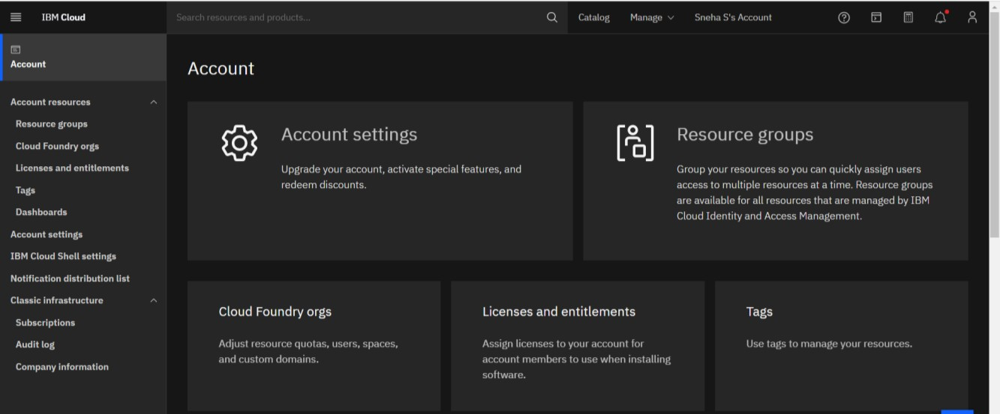 IBM Cloud
Search resources and products...
Catalog
Manage
Sneha S's Account
Account
Account resources
Resource groups
Cloud Foundry orgs
Licenses and entitlements
Tags
Dashboards
Account settings
IBM Cloud Shell settings
Notification distribution list
Classic infrastructure
Subscriptions
Audit log
Company information
Account
Account settings
Upgrade your account, activate special features, and
redeem discounts.
Resource groups
Group your resources so you can quickly assign users
access to multiple resources at a time. Resource groups
are available for all resources that are managed by IBM
Cloud Identity and Access Management.
Cloud Foundry orgs
Adjust resource quotas, users, spaces,
and custom domains.
Licenses and entitlements
Assign licenses to your account for
account members to use when installing
software.
Tags
Use tags to manage your resources.